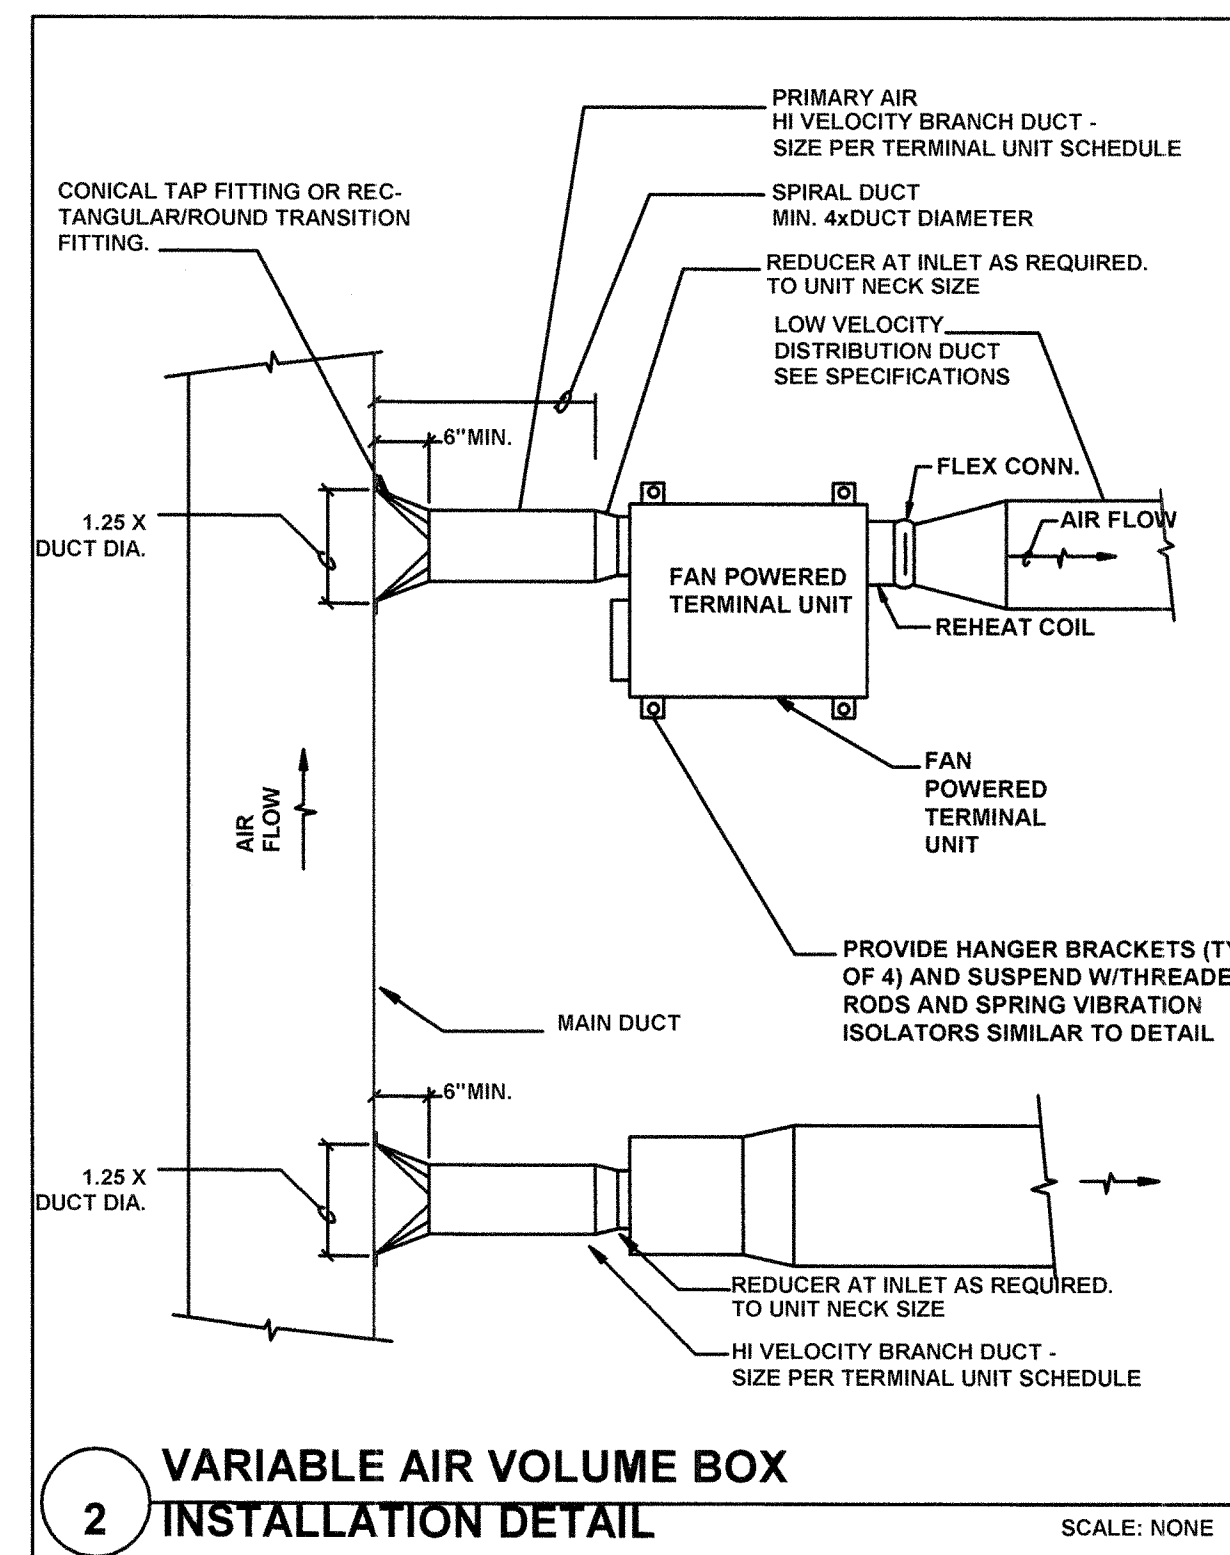 PRIMARY AIR
HI VELOCITY BRANCH DUCT -
SIZE PER TERMINAL UNIT SCHEDULE
CONICAL TAP FITTING OR REC-
TANGULAR/ROUND TRANSITION
FITTING.
SPIRAL DUCT
MIN. 4xDUCT DIAMETER
REDUCER AT INLET AS REQUIRED.
TO UNIT NECK SIZE
LOW VELOCITY
DISTRIBUTION DUCT
SEE SPECIFICATIONS
6"MIN.
FLEX CONN.
1.25 X
DUCT DIA.
AIR FLOW
FAN POWERED
TERMINAL UNIT
REHEAT COIL
FAN
POWERED
TERMINAL
UNIT
AIR
FLOW
PROVIDE HANGER BRACKETS (TY
OF 4) AND SUSPEND W/THREADE
RODS AND SPRING VIBRATION
ISOLATORS SIMILAR TO DETAIL
MAIN DUCT
6"MIN.
1.25 X
DUCT DIA.
REDUCER AT INLET AS REQUIRED.
TO UNIT NECK SIZE
HI VELOCITY BRANCH DUCT -
SIZE PER TERMINAL UNIT SCHEDULE
2
VARIABLE AIR VOLUME BOX
INSTALLATION DETAIL
SCALE: NONE